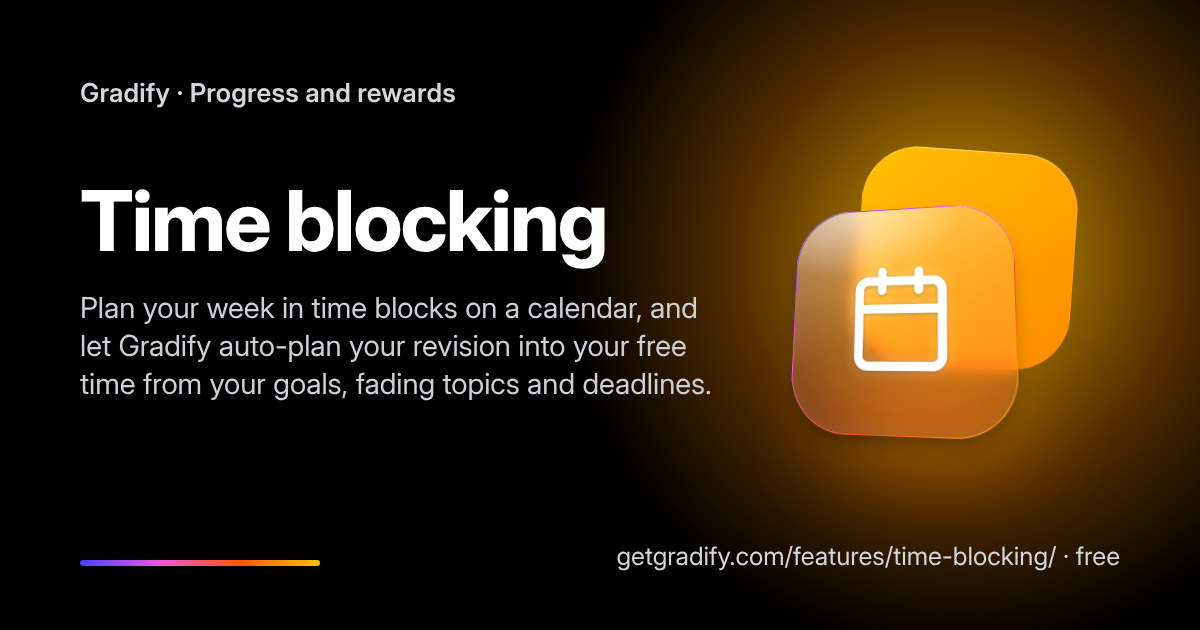 Gradify · Progress and rewards
Time blocking
Plan your week in time blocks on a calendar, and
let Gradify auto-plan your revision into your free
time from your goals, fading topics and deadlines.
getgradify.com/features/time-blocking/ · free